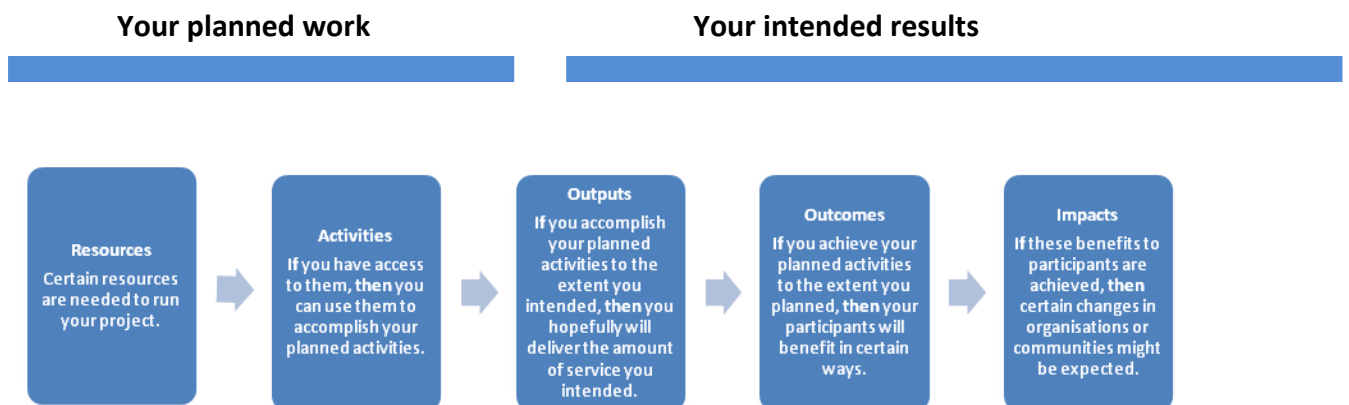 Your planned work
Your intended results
Resources
Certain resources
are needed to run
your project.
Activities
If you have access
to them, then you
can use them to
accomplish your
planned activities.
Outputs
If you accomplish
your planned
activities to the
extent you
intended, then you
hopefully will
deliver the amount
of service you
intended.
Outcomes
If you achieve your
planned activities
to the extent you
planned, then your
participants will
benefit in certain
ways.
Impacts
If these benefits to
participants are
achieved, then
certain changes in
organisations or
communities might
be expected.